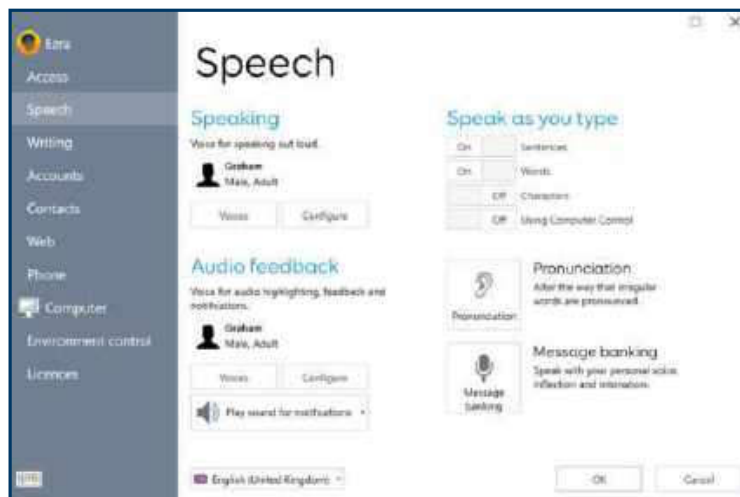 Ezra
Access
Speech
Writing
Accounts
Contacts
Web
Phone
Computer
Environment control
Licences
Speech
Speaking
Voice for speaking out loud.
Graham
Male, Adult
Voices
Configure
Audio feedback
Voice for audio highlighting, feedback and
notifications.
Graham
Male, Adult
Voices
Configure
Play sound for notifications
English (United Kingdom)
Speak as you type
On Sentences
On Words
Off Characters
Off Using Computer Control
Pronunciation
Pronunciation
Alter the way that irregular
words are pronounced.
Message
banking
Message banking
Speak with your personal voice,
inflection and intonation.
OK
Cancel